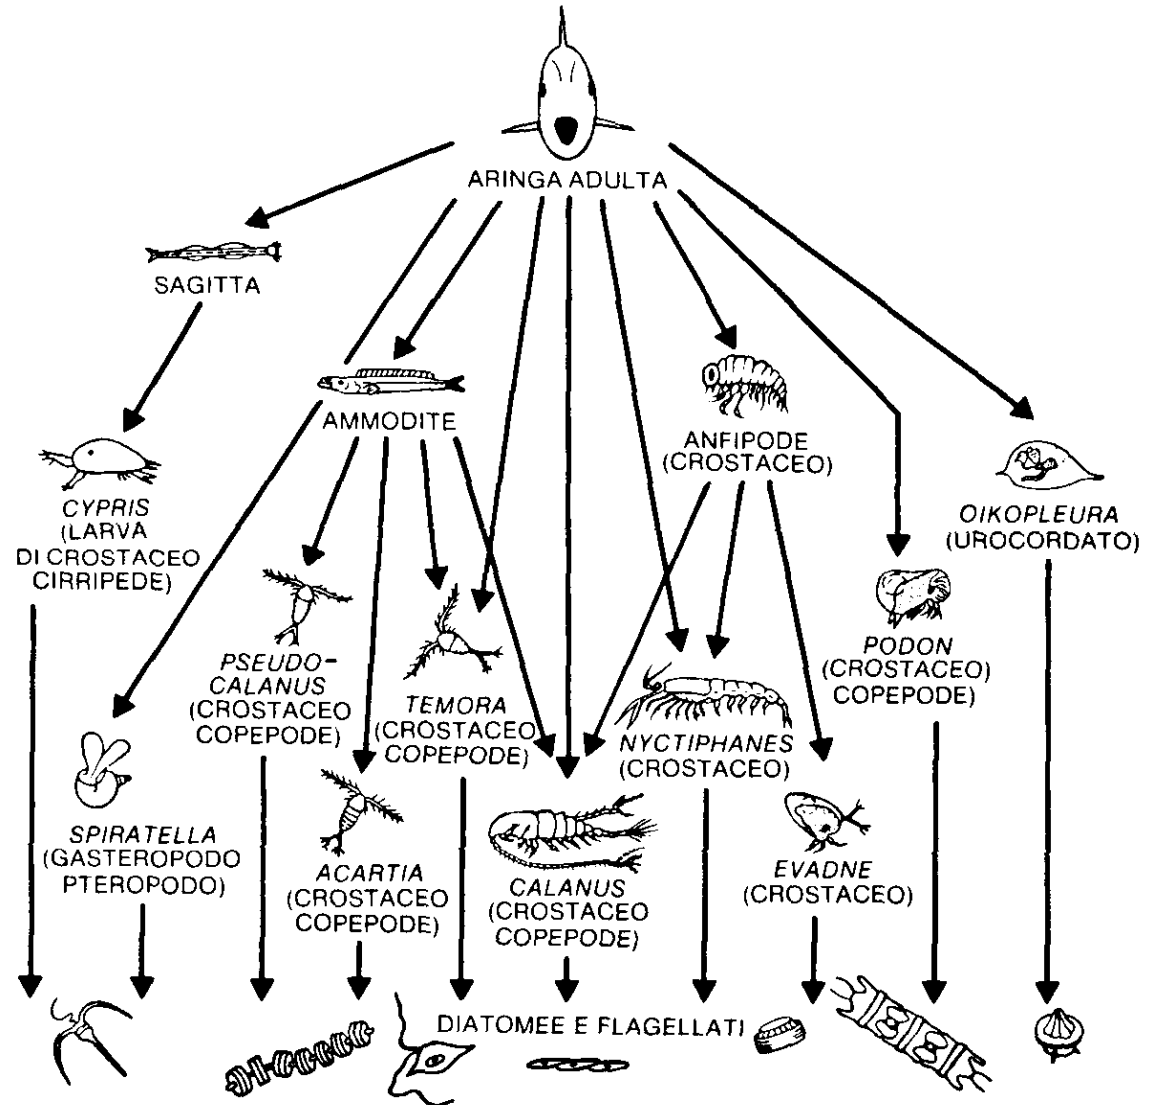 ARINGA ADULTA
SAGITTA
AMMODITE
ANFIPODE
(CROSTACEO)
CYPRIS
(LARVA
DI CROSTACEO
CIRRIPEDE)
OIKOPLEURA
(UROCORDATO)
PODON
(CROSTACEO)
COPEPODE)
PSEUDO-
CALANUS
(CROSTACEO
COPEPODE)
TEMORA
(CROSTACEO
COPEPODE)
NYCTIPHANES
(CROSTACEO)
SPIRATELLA
(GASTEROPODO
PTEROPODO)
ACARTIA
(CROSTACEO
COPEPODE)
CALANUS
(CROSTACEO
COPEPODE)
EVADNE
(CROSTACEO)
DIATOMEE E FLAGELLATI